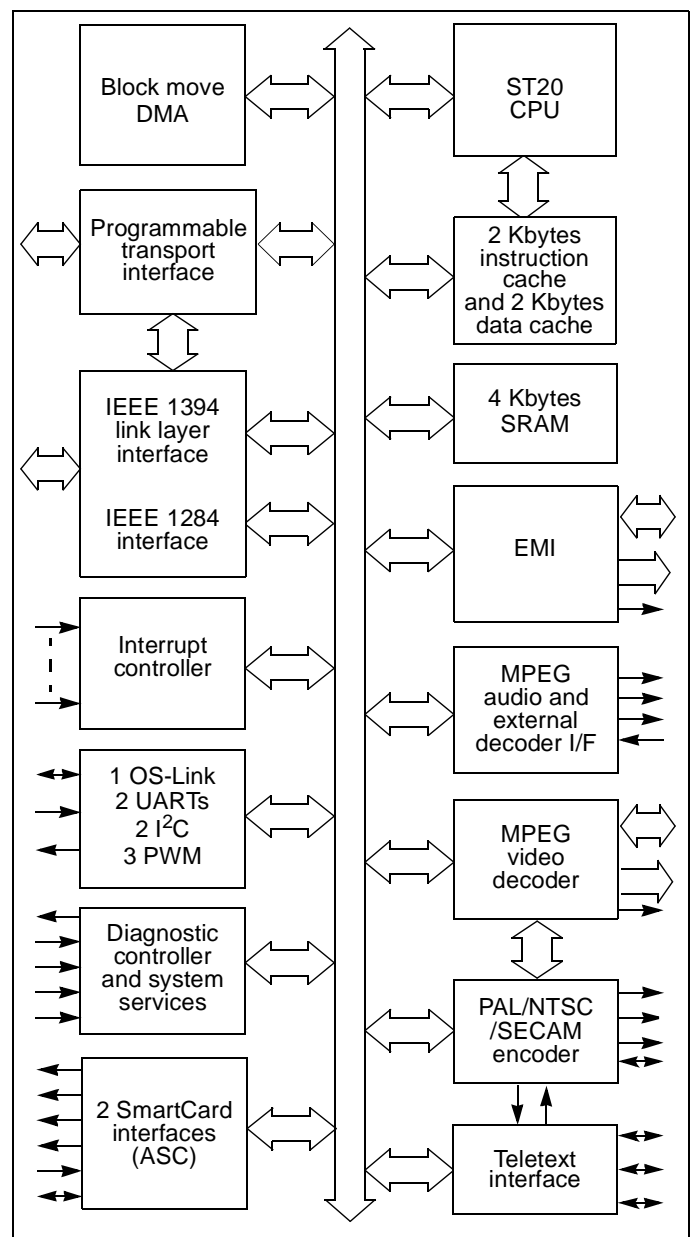 Block move
DMA
ST20
CPU
Programmable
transport
interface
2 Kbytes
instruction
cache
and 2 Kbytes
data cache
IEEE 1394
link layer
interface
IEEE 1284
interface
4 Kbytes
SRAM
EMI
Interrupt
controller
MPEG
audio and
external
decoder I/F
1 OS-Link
2 UARTs
2 I²C
3 PWM
MPEG
video
decoder
Diagnostic
controller
and system
services
PAL/NTSC
/SECAM
encoder
2 SmartCard
interfaces
(ASC)
Teletext
interface